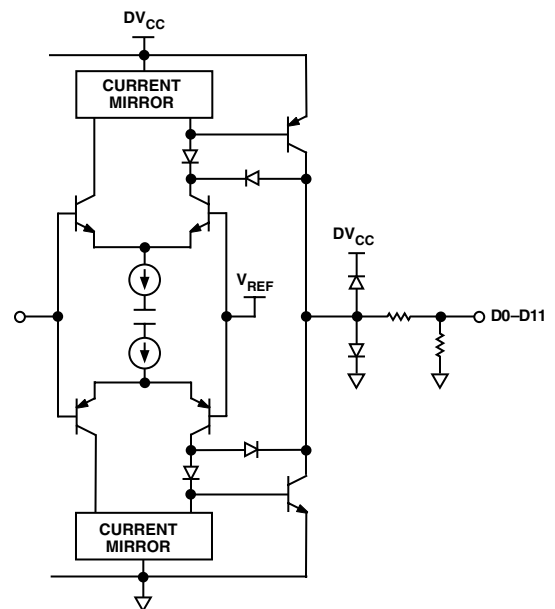 DVCC
CURRENT
MIRROR
DVCC
VREF
D0–D11
CURRENT
MIRROR